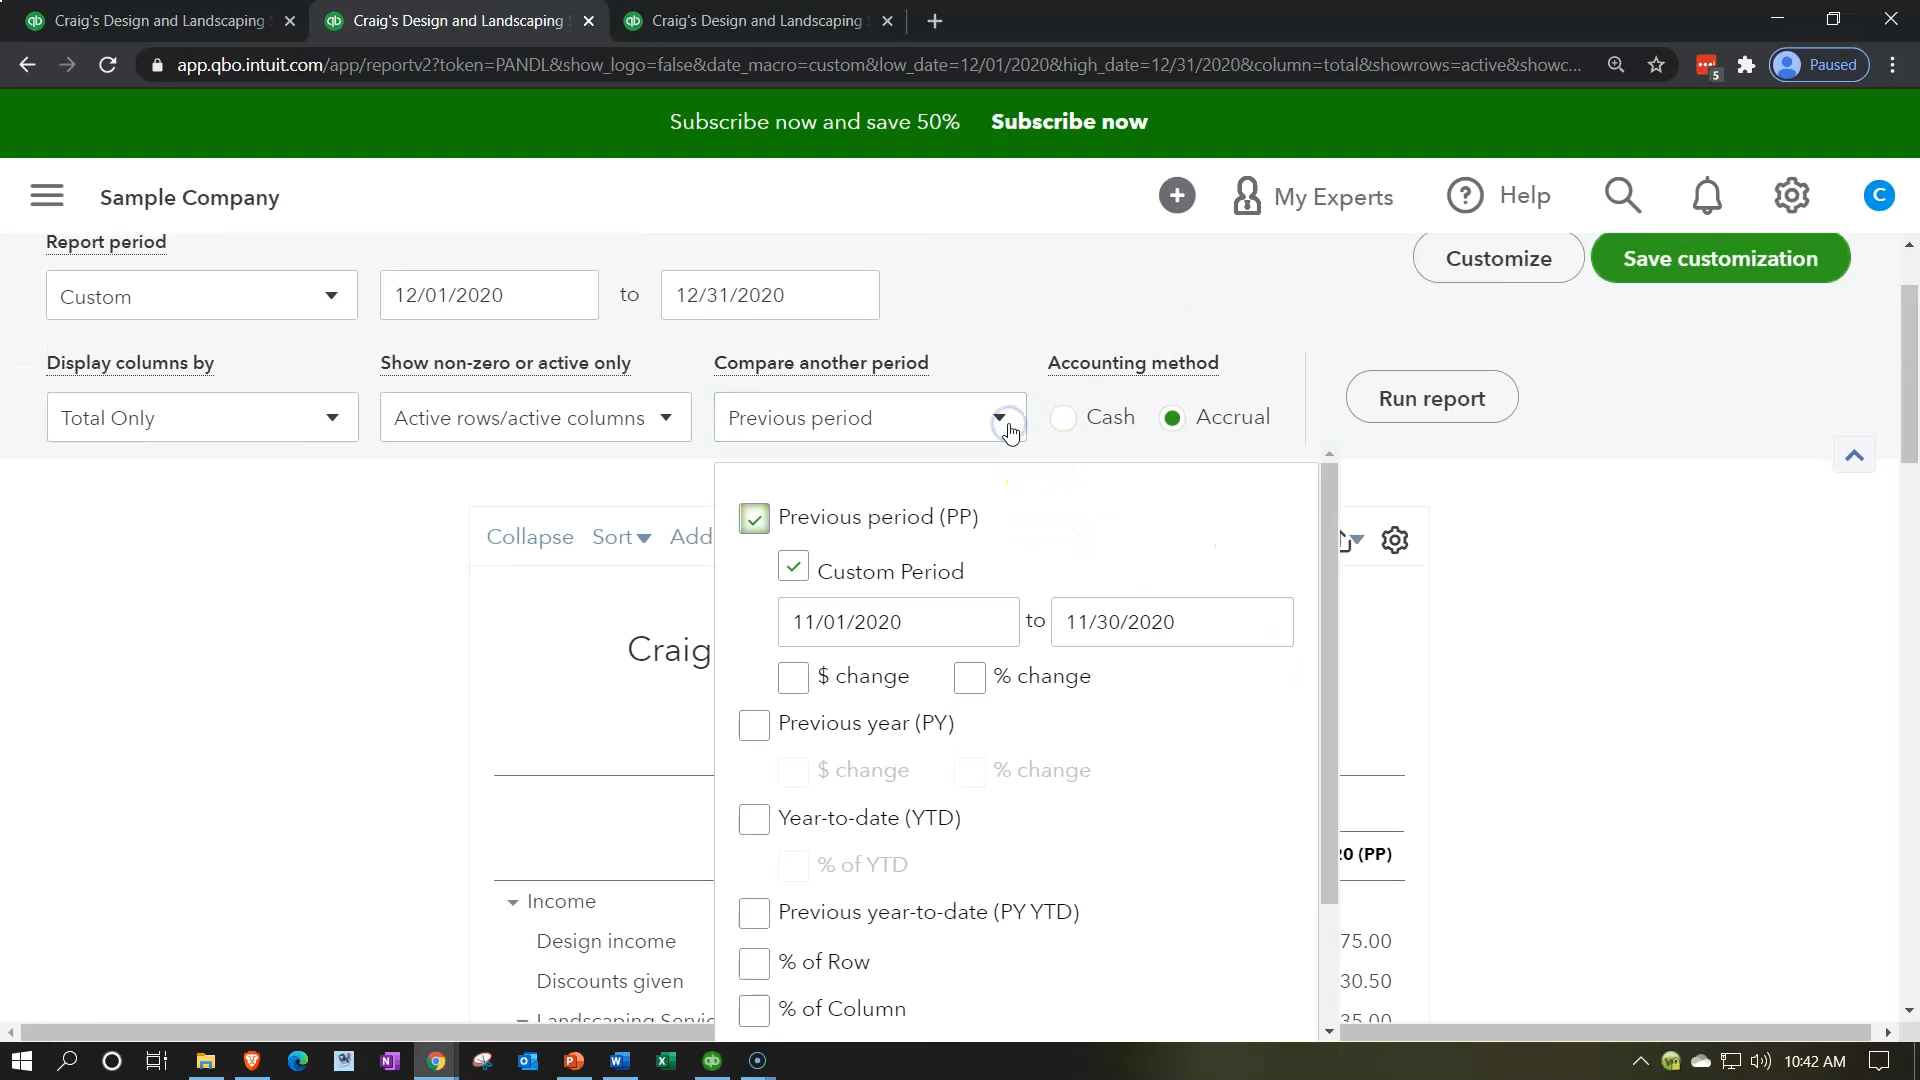 Craig's Design and Landscaping
Craig's Design and Landscaping
Craig's Design and Landscaping
app.qbo.intuit.com/app/reportv2?token=PANDL&show_logo=false&date_macro=custom&low_date=12/01/2020&high_date=12/31/2020&column=total&showrows=active&showc...
5
Paused
Subscribe now and save 50% Subscribe now
Sample Company
My Experts
Help
C
Report period
Customize
Save customization
Custom
12/01/2020 to 12/31/2020
Display columns by
Show non-zero or active only
Compare another period
Accounting method
Total Only
Active rows/active columns
Previous period
Cash
Accrual
Run report
Previous period (PP)
Collapse Sort Add
Custom Period
11/01/2020 to 11/30/2020
Craig
$ change % change
Previous year (PY)
$ change % change
Year-to-date (YTD)
20 (PP)
% of YTD
Income
Previous year-to-date (PY YTD)
Design income
75.00
% of Row
Discounts given
30.50
% of Column
Landscaping Servic
35.00
10:42 AM